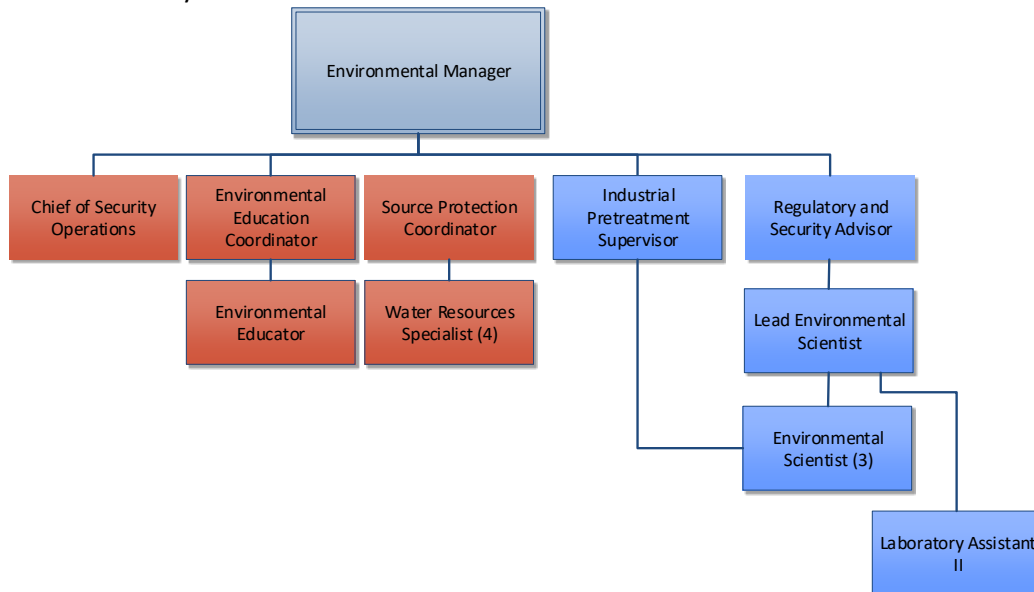 Environmental Manager
Chief of Security
Operations
Environmental
Education
Coordinator
Source Protection
Coordinator
Industrial
Pretreatment
Supervisor
Regulatory and
Security Advisor
Environmental
Educator
Water Resources
Specialist (4)
Lead Environmental
Scientist
Environmental
Scientist (3)
Laboratory Assistant
II